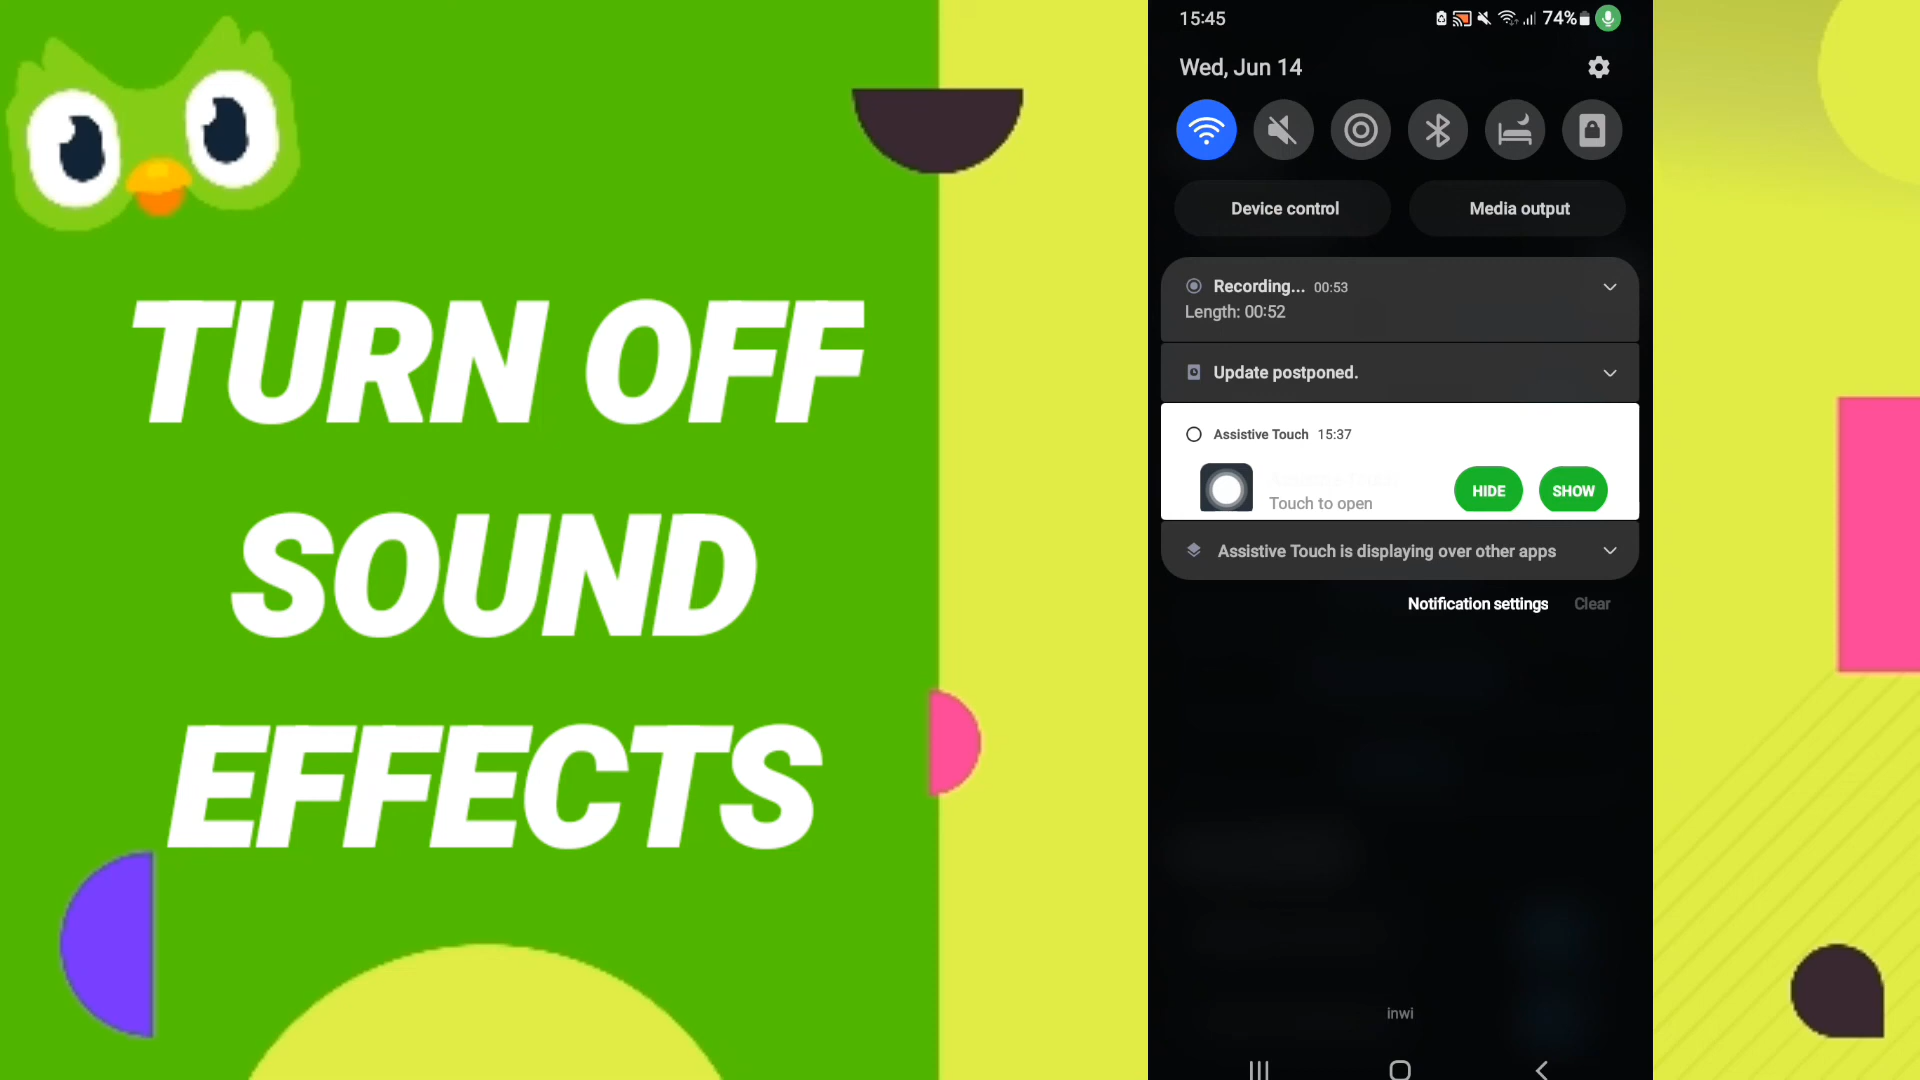 TURN OFF
SOUND
EFFECTS
15:45
74%
Wed, Jun 14
Device control
Media output
Recording... 00:53
Length: 00:52
Update postponed.
Assistive Touch 15:37
Touch to open
HIDE
SHOW
Assistive Touch is displaying over other apps
Notification settings
Clear
inwi